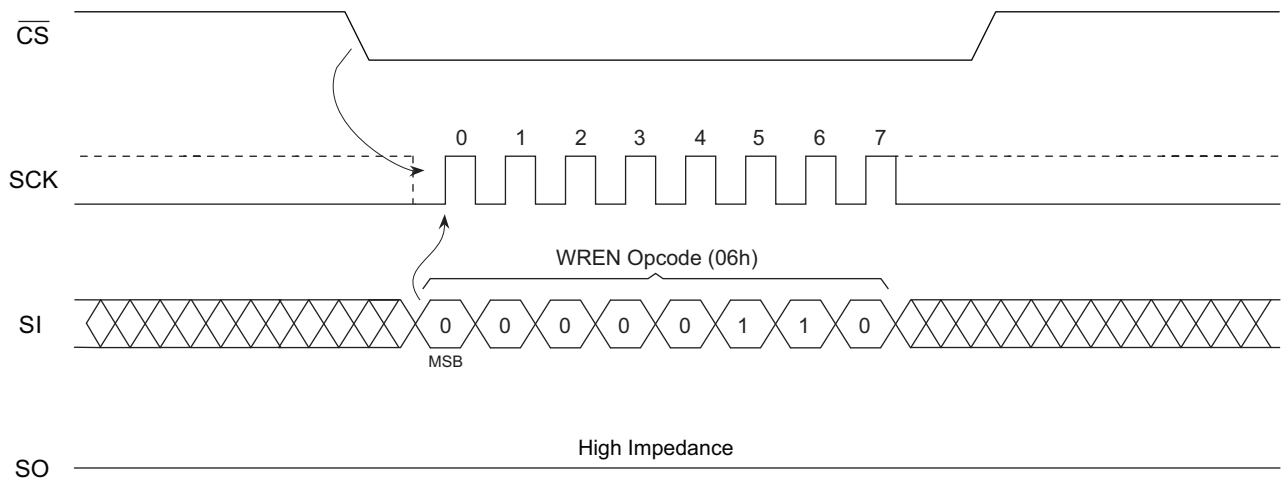 C̅S̅
0 1 2 3 4 5 6 7
SCK
WREN Opcode (06h)
SI
0 0 0 0 0 1 1 0
MSB
High Impedance
SO